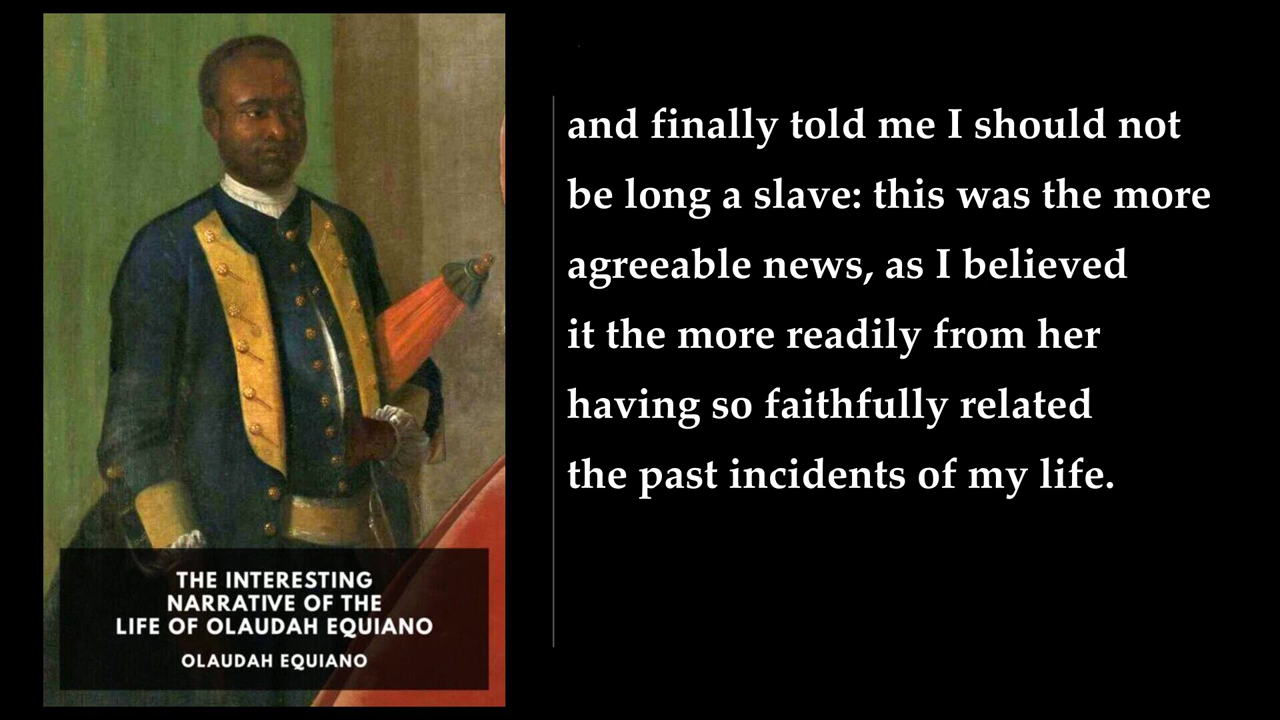 and finally told me I should not
be long a slave: this was the more
agreeable news, as I believed
it the more readily from her
having so faithfully related
the past incidents of my life.
THE INTERESTING
NARRATIVE OF THE
LIFE OF OLAUDAH EQUIANO
OLAUDAH EQUIANO